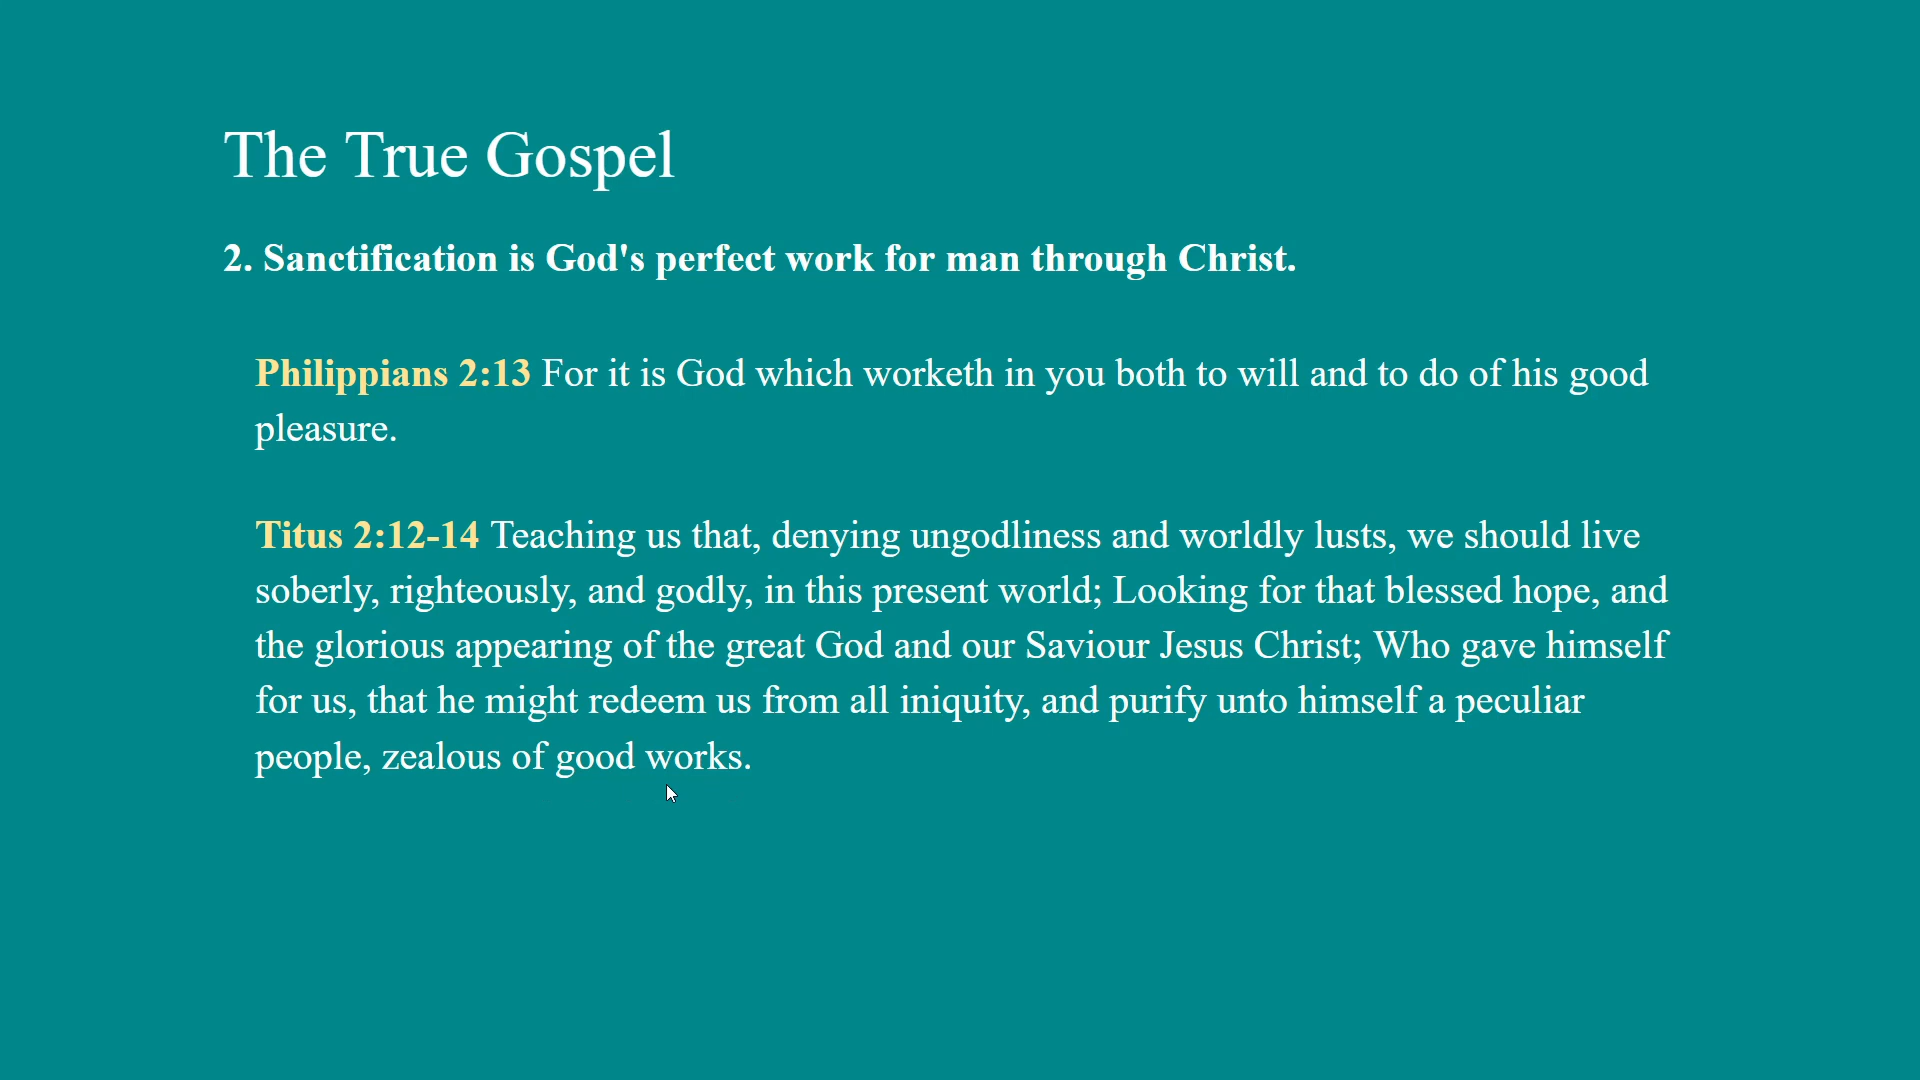 The True Gospel
2. Sanctification is God's perfect work for man through Christ.
Philippians 2:13 For it is God which worketh in you both to will and to do of his good
pleasure.
Titus 2:12-14 Teaching us that, denying ungodliness and worldly lusts, we should live
soberly, righteously, and godly, in this present world; Looking for that blessed hope, and
the glorious appearing of the great God and our Saviour Jesus Christ; Who gave himself
for us, that he might redeem us from all iniquity, and purify unto himself a peculiar
people, zealous of good works.